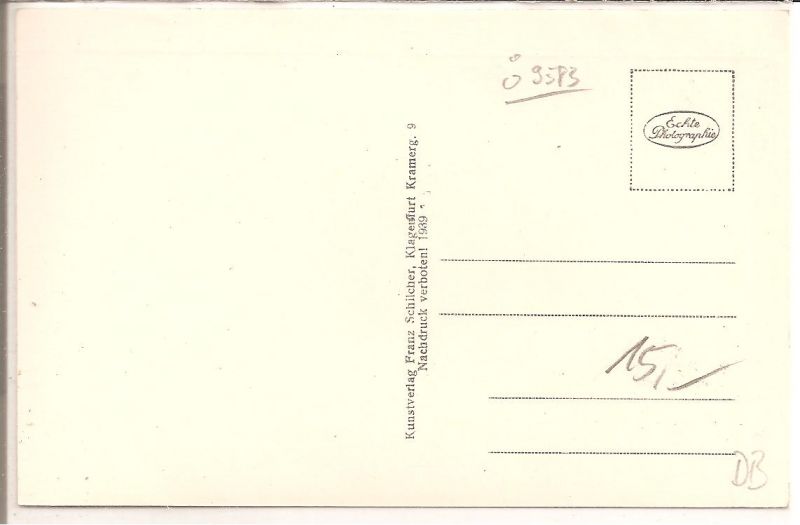 ö 9583
Echte
Photographie
Kunstverlag Franz Schilcher, Klagenfurt Kramerg. 9
Nachdruck verboten! 1939
15,-
DB